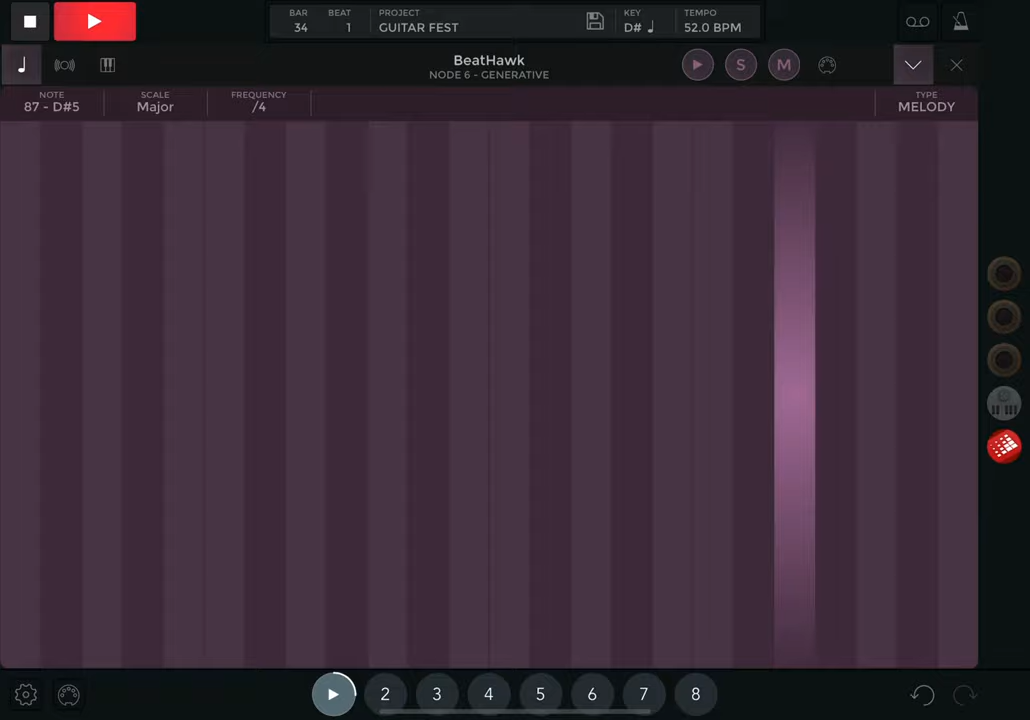 BAR BEAT PROJECT KEY TEMPO
34 1 GUITAR FEST D# 52.0 BPM
BeatHawk
NODE 6 - GENERATIVE
S M
NOTE SCALE FREQUENCY TYPE
87 - D#5 Major /4 MELODY
2 3 4 5 6 7 8